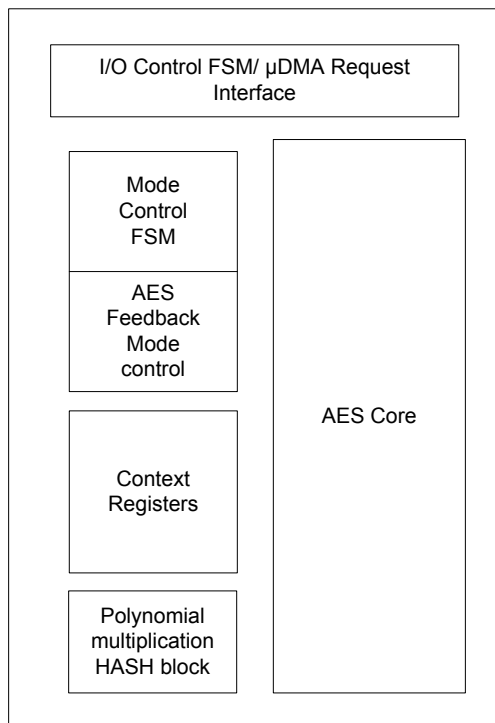 I/O Control FSM/ µDMA Request
Interface
Mode
Control
FSM
AES
Feedback
Mode
control
AES Core
Context
Registers
Polynomial
multiplication
HASH block